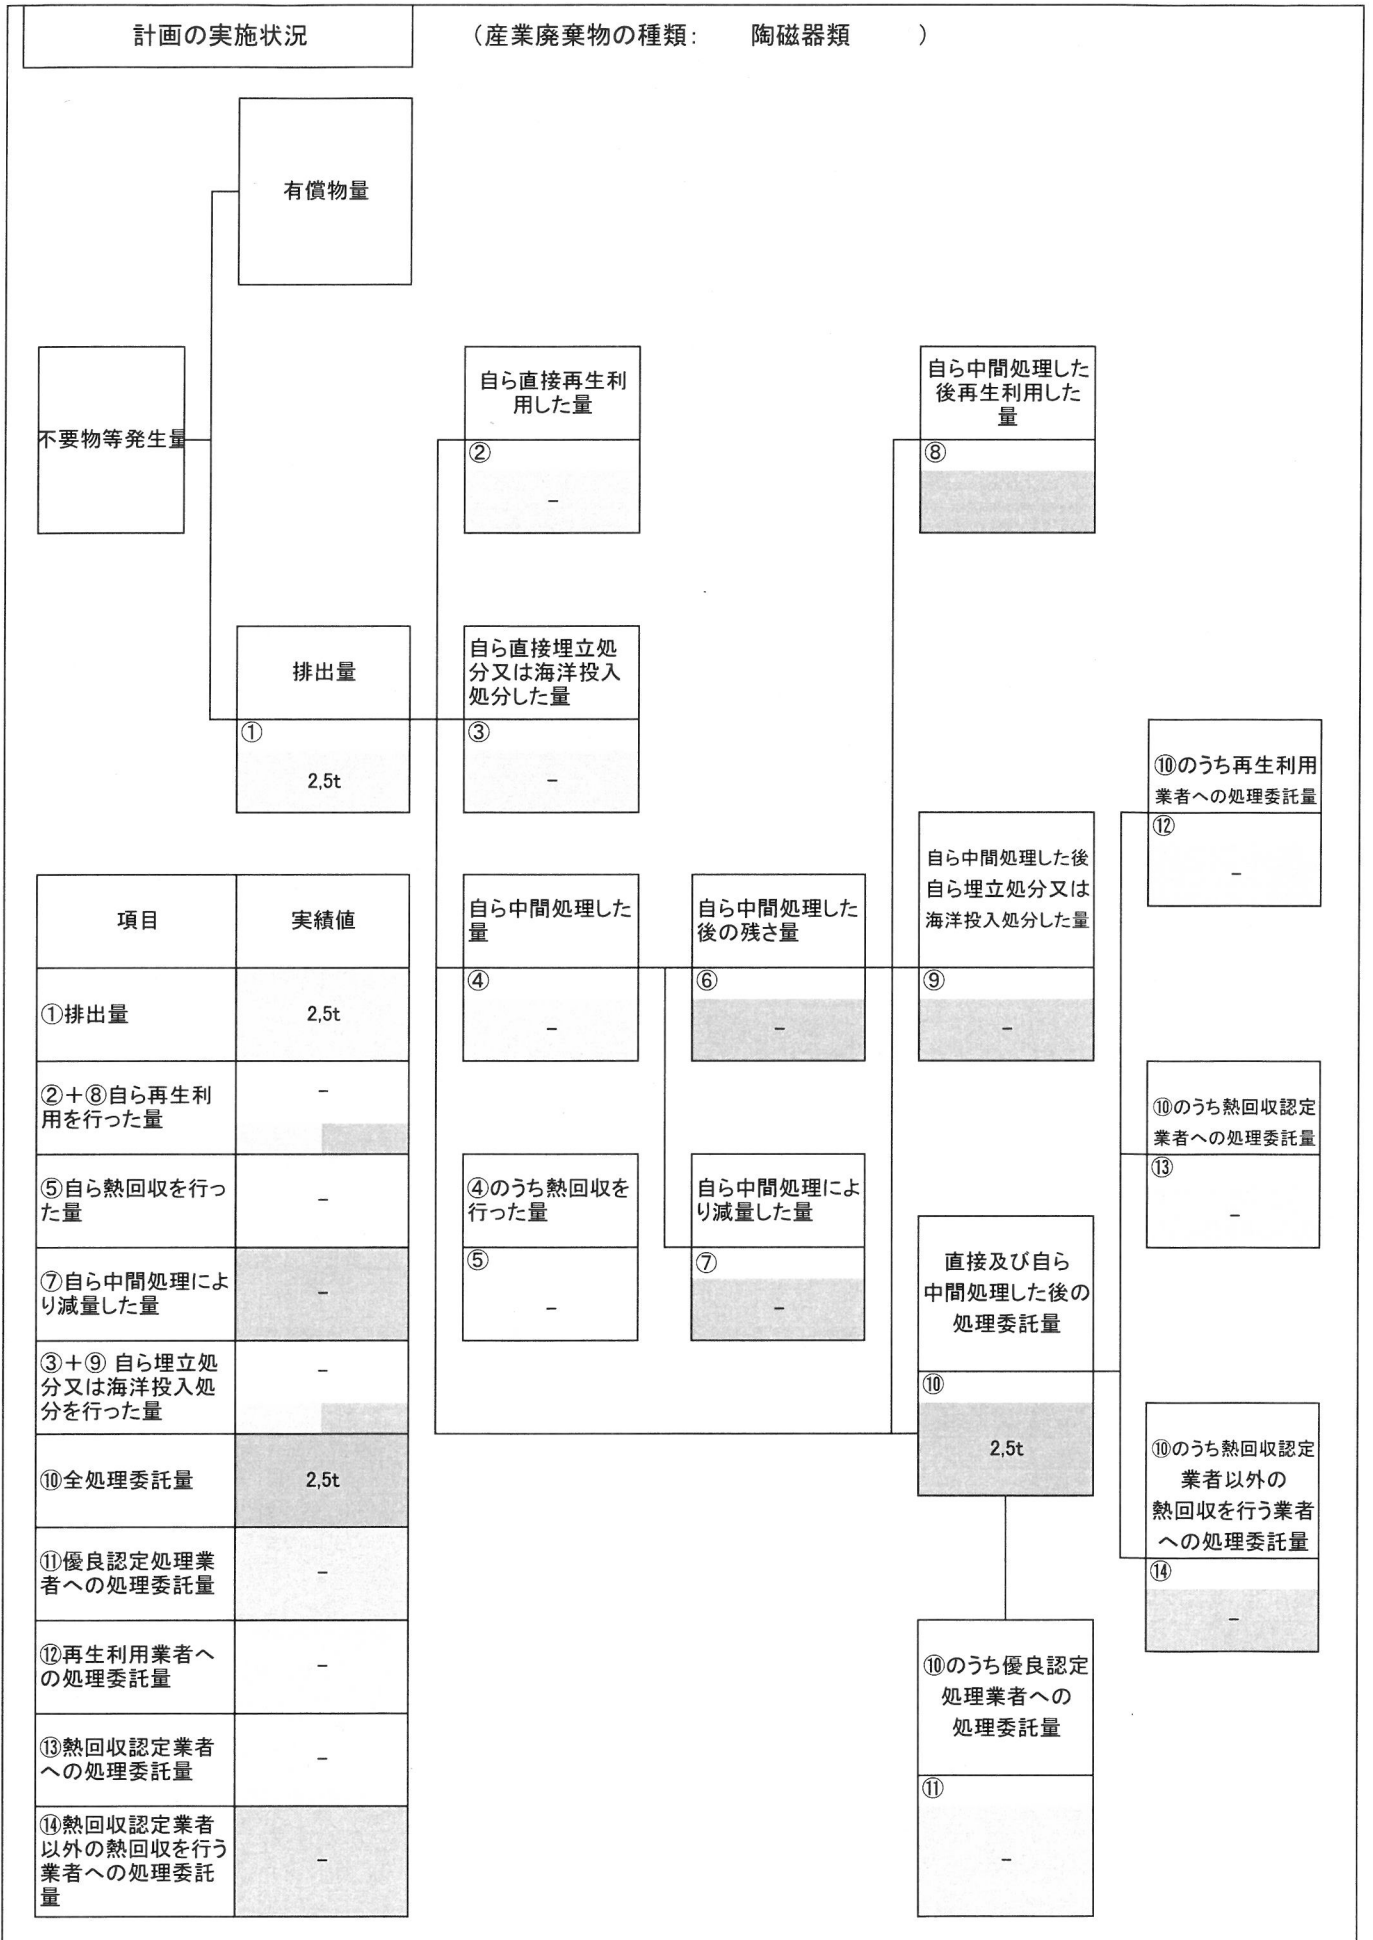 計画の実施状況
（産業廃棄物の種類：　陶磁器類　）
有償物量
不要物等発生量
自ら直接再生利
用した量
②
－
自ら中間処理した
後再生利用した
量
⑧
排出量
①
2,5t
自ら直接埋立処
分又は海洋投入
処分した量
③
－
⑩のうち再生利用
業者への処理委託量
⑫
－
自ら中間処理した後
自ら埋立処分又は
海洋投入処分した量
⑨
－
自ら中間処理した
量
④
－
自ら中間処理した
後の残さ量
⑥
－
⑩のうち熱回収認定
業者への処理委託量
⑬
－
④のうち熱回収を
行った量
⑤
－
自ら中間処理によ
り減量した量
⑦
－
直接及び自ら
中間処理した後の
処理委託量
⑩
2,5t
⑩のうち熱回収認定
業者以外の
熱回収を行う業者
への処理委託量
⑭
－
⑩のうち優良認定
処理業者への
処理委託量
⑪
－
項目　実績値
①排出量　2,5t
②＋⑧自ら再生利
用を行った量
－
⑤自ら熱回収を行っ
た量
－
⑦自ら中間処理によ
り減量した量
－
③＋⑨ 自ら埋立処
分又は海洋投入処
分を行った量
－
⑩全処理委託量　2,5t
⑪優良認定処理業
者への処理委託量
－
⑫再生利用業者へ
の処理委託量
－
⑬熱回収認定業者
への処理委託量
－
⑭熱回収認定業者
以外の熱回収を行う
業者への処理委託
量
－